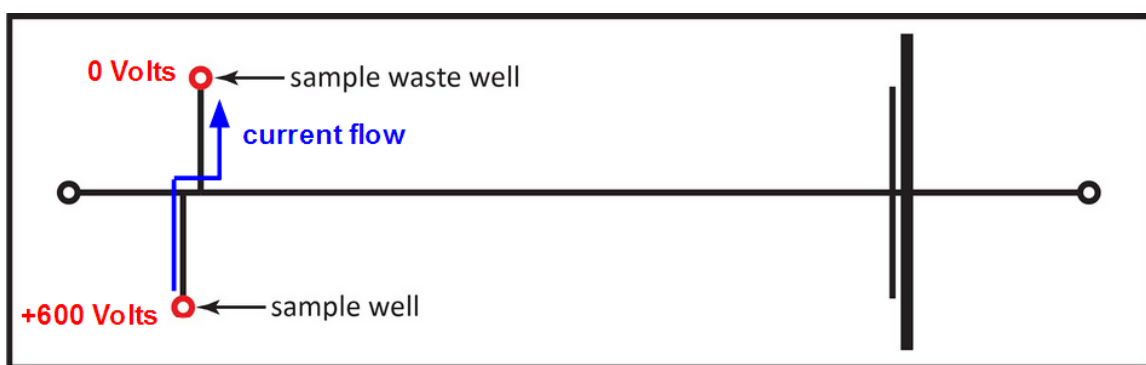 0 Volts
sample waste well
current flow
+600 Volts
sample well